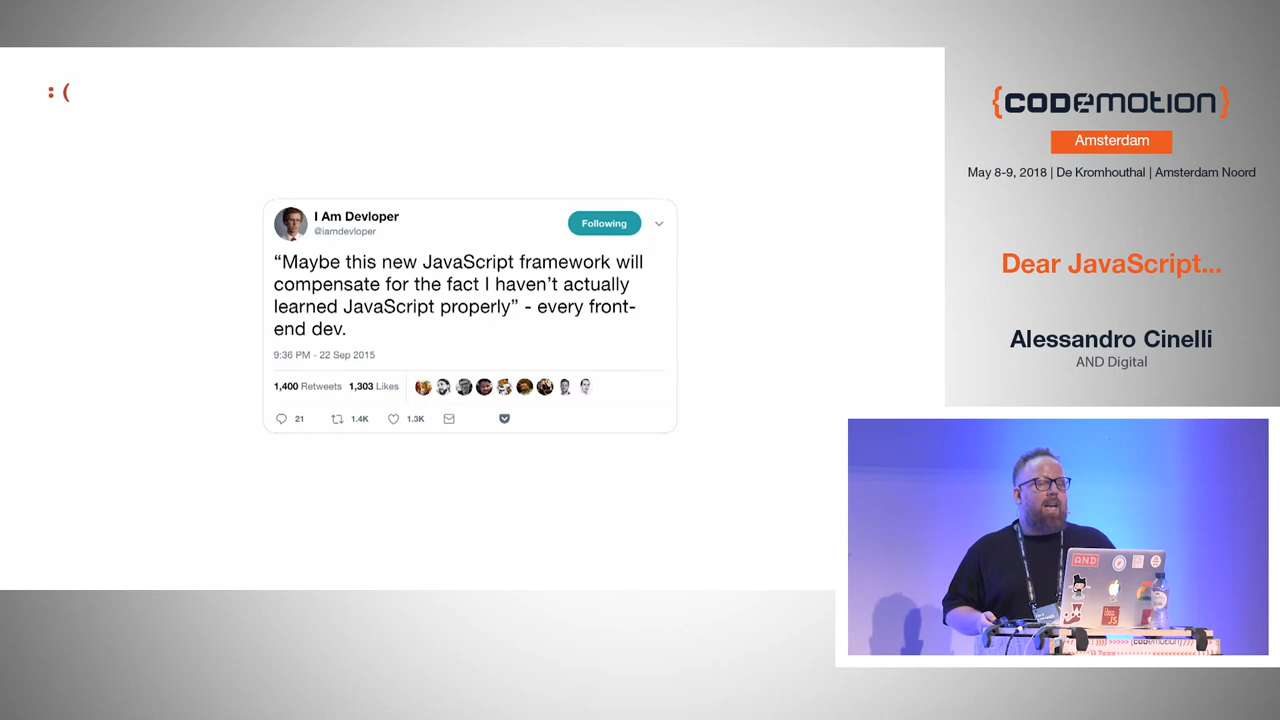 : (
I Am Devloper
@iamdevloper
Following
“Maybe this new JavaScript framework will
compensate for the fact I haven’t actually
learned JavaScript properly” - every front-
end dev.
9:36 PM - 22 Sep 2015
1,400 Retweets 1,303 Likes
21 1.4K 1.3K
{CODEMOTION}
Amsterdam
May 8-9, 2018 | De Kromhouthal | Amsterdam Noord
Dear JavaScript...
Alessandro Cinelli
AND Digital
AND
JS
{CODEMOTION}